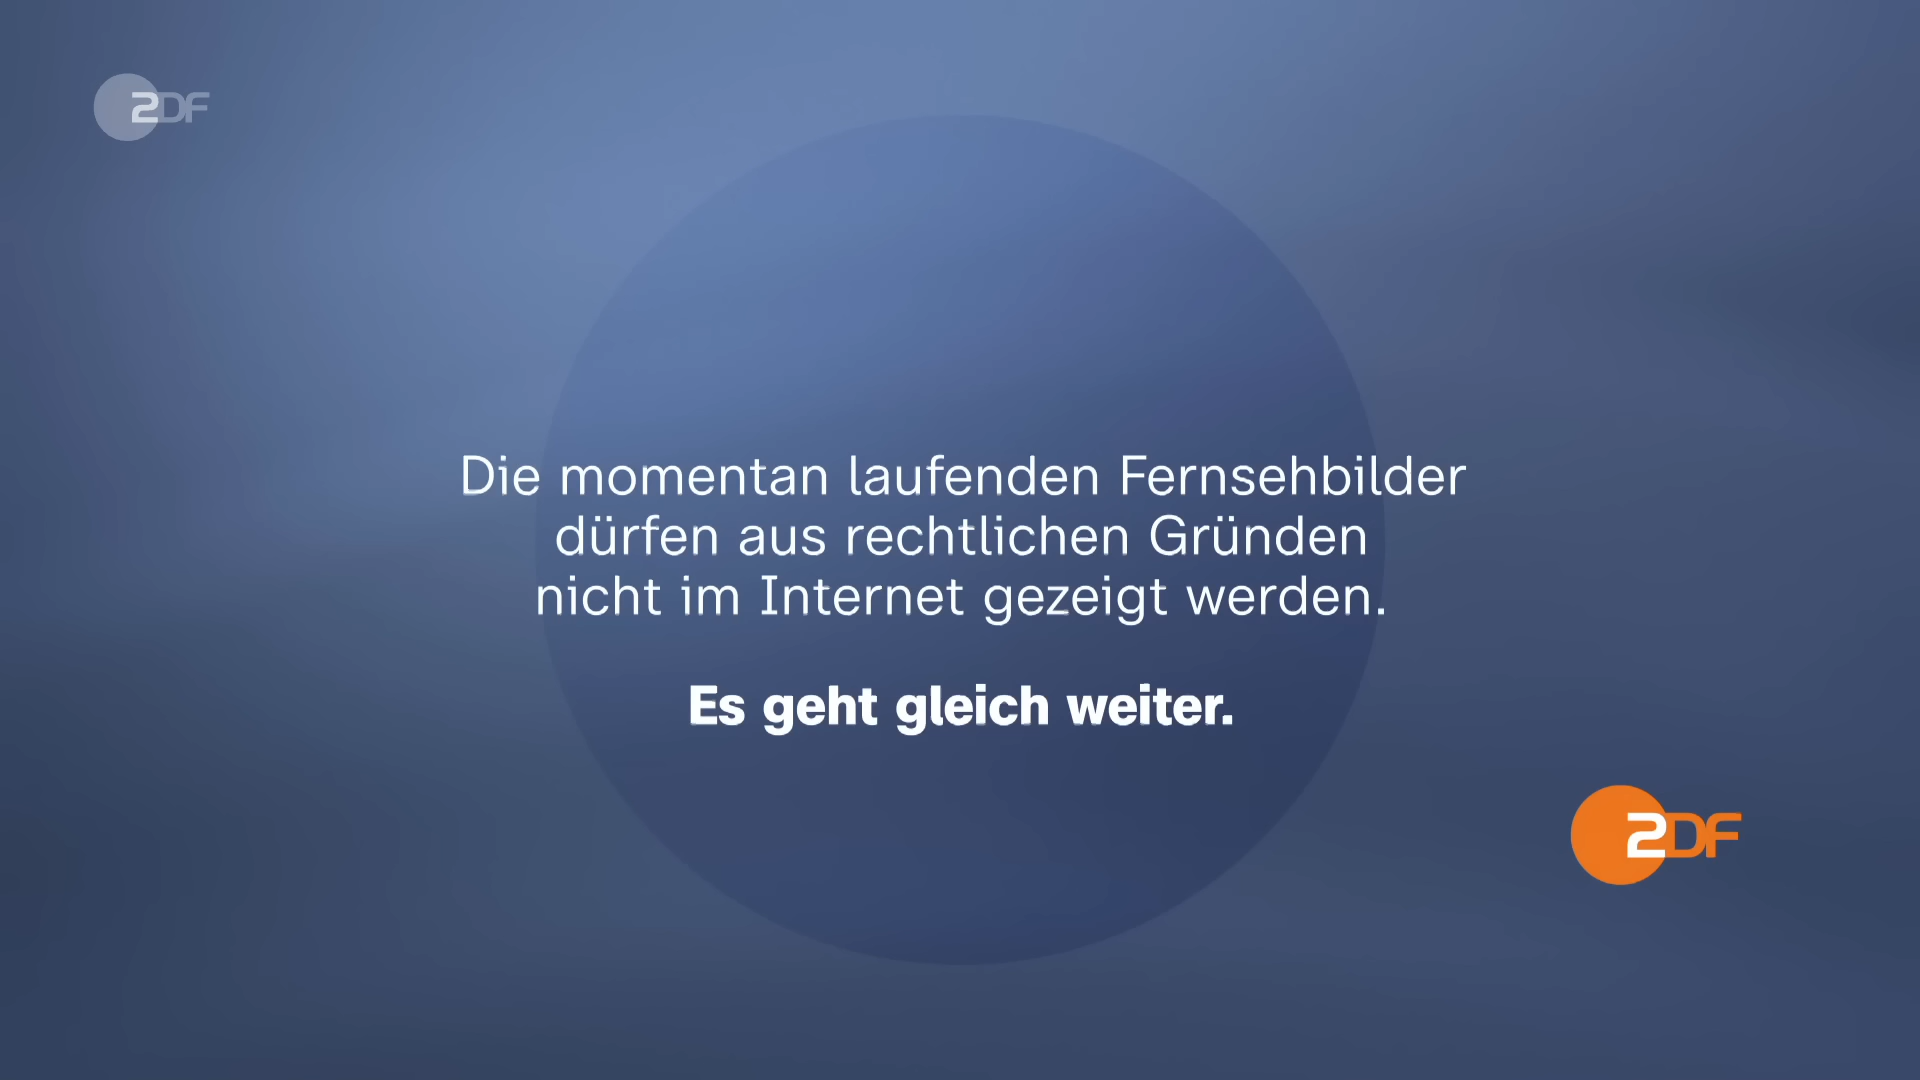 ZDF
Die momentan laufenden Fernsehbilder
dürfen aus rechtlichen Gründen
nicht im Internet gezeigt werden.
Es geht gleich weiter.
ZDF